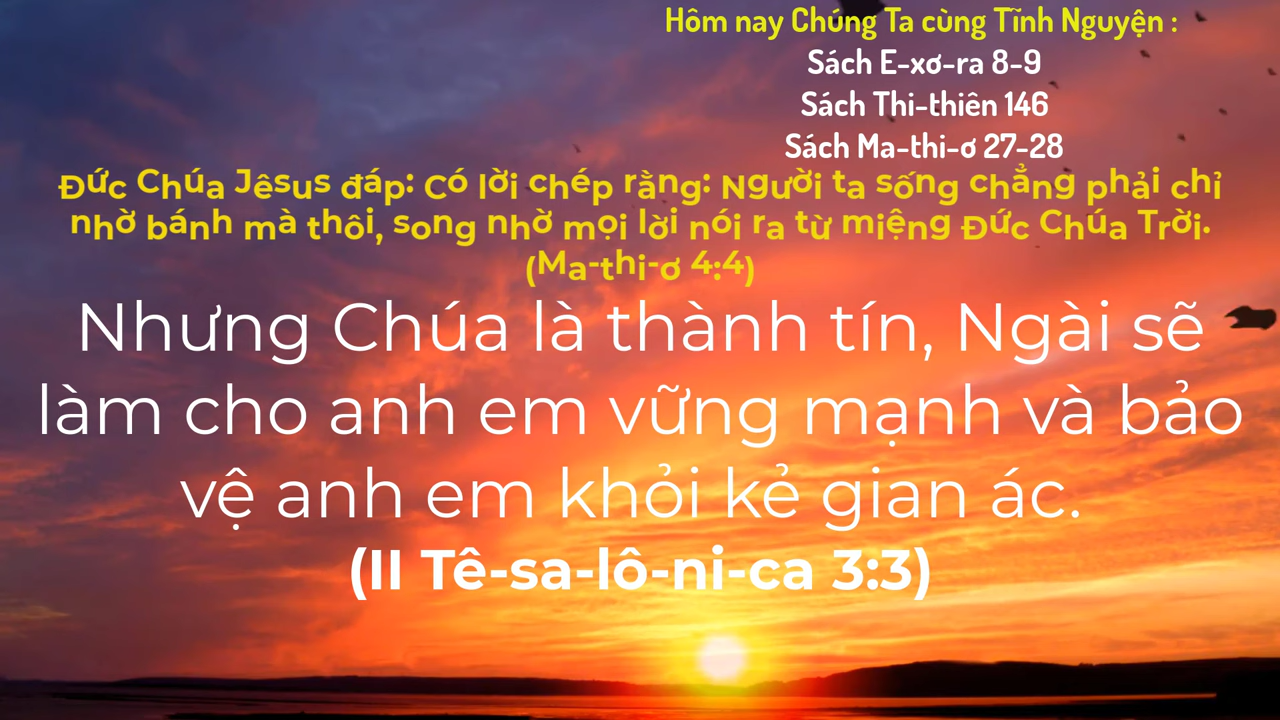 Hôm nay Chúng Ta cùng Tĩnh Nguyện :
Sách E-xơ-ra 8-9
Sách Thi-thiên 146
Sách Ma-thi-ơ 27-28
Đức Chúa Jêsus đáp: Có lời chép rằng: Người ta sống chẳng phải chỉ
nhờ bánh mà thôi, song nhờ mọi lời nói ra từ miệng Đức Chúa Trời.
(Ma-thi-ơ 4:4)
Nhưng Chúa là thành tín, Ngài sẽ
làm cho anh em vững mạnh và bảo
vệ anh em khỏi kẻ gian ác.
(II Tê-sa-lô-ni-ca 3:3)